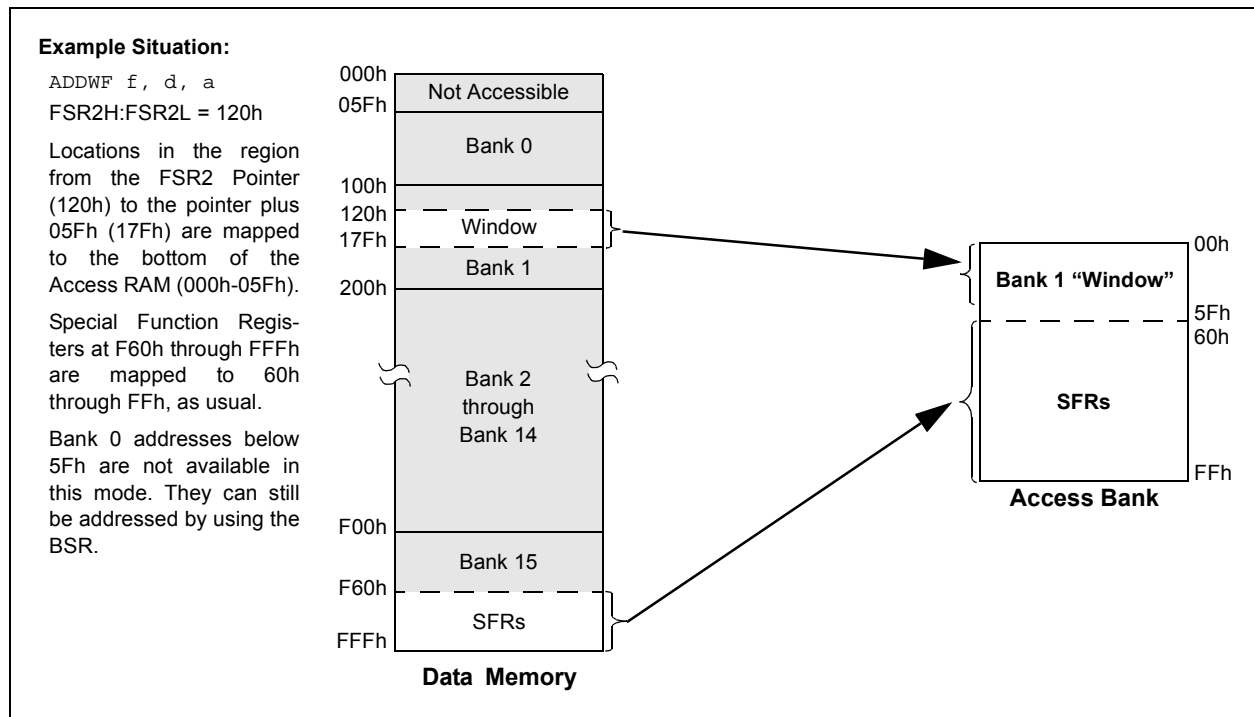 Example Situation:
ADDWF f, d, a
FSR2H:FSR2L = 120h
Locations in the region
from the FSR2 Pointer
(120h) to the pointer plus
05Fh (17Fh) are mapped
to the bottom of the
Access RAM (000h-05Fh).
Special Function Regis-
ters at F60h through FFFh
are mapped to 60h
through FFh, as usual.
Bank 0 addresses below
5Fh are not available in
this mode. They can still
be addressed by using the
BSR.
000h
Not Accessible
05Fh
Bank 0
100h
120h
Window
17Fh
Bank 1
200h
Bank 2
through
Bank 14
F00h
Bank 15
F60h
SFRs
FFFh
Data Memory
00h
Bank 1 “Window”
5Fh
60h
SFRs
FFh
Access Bank